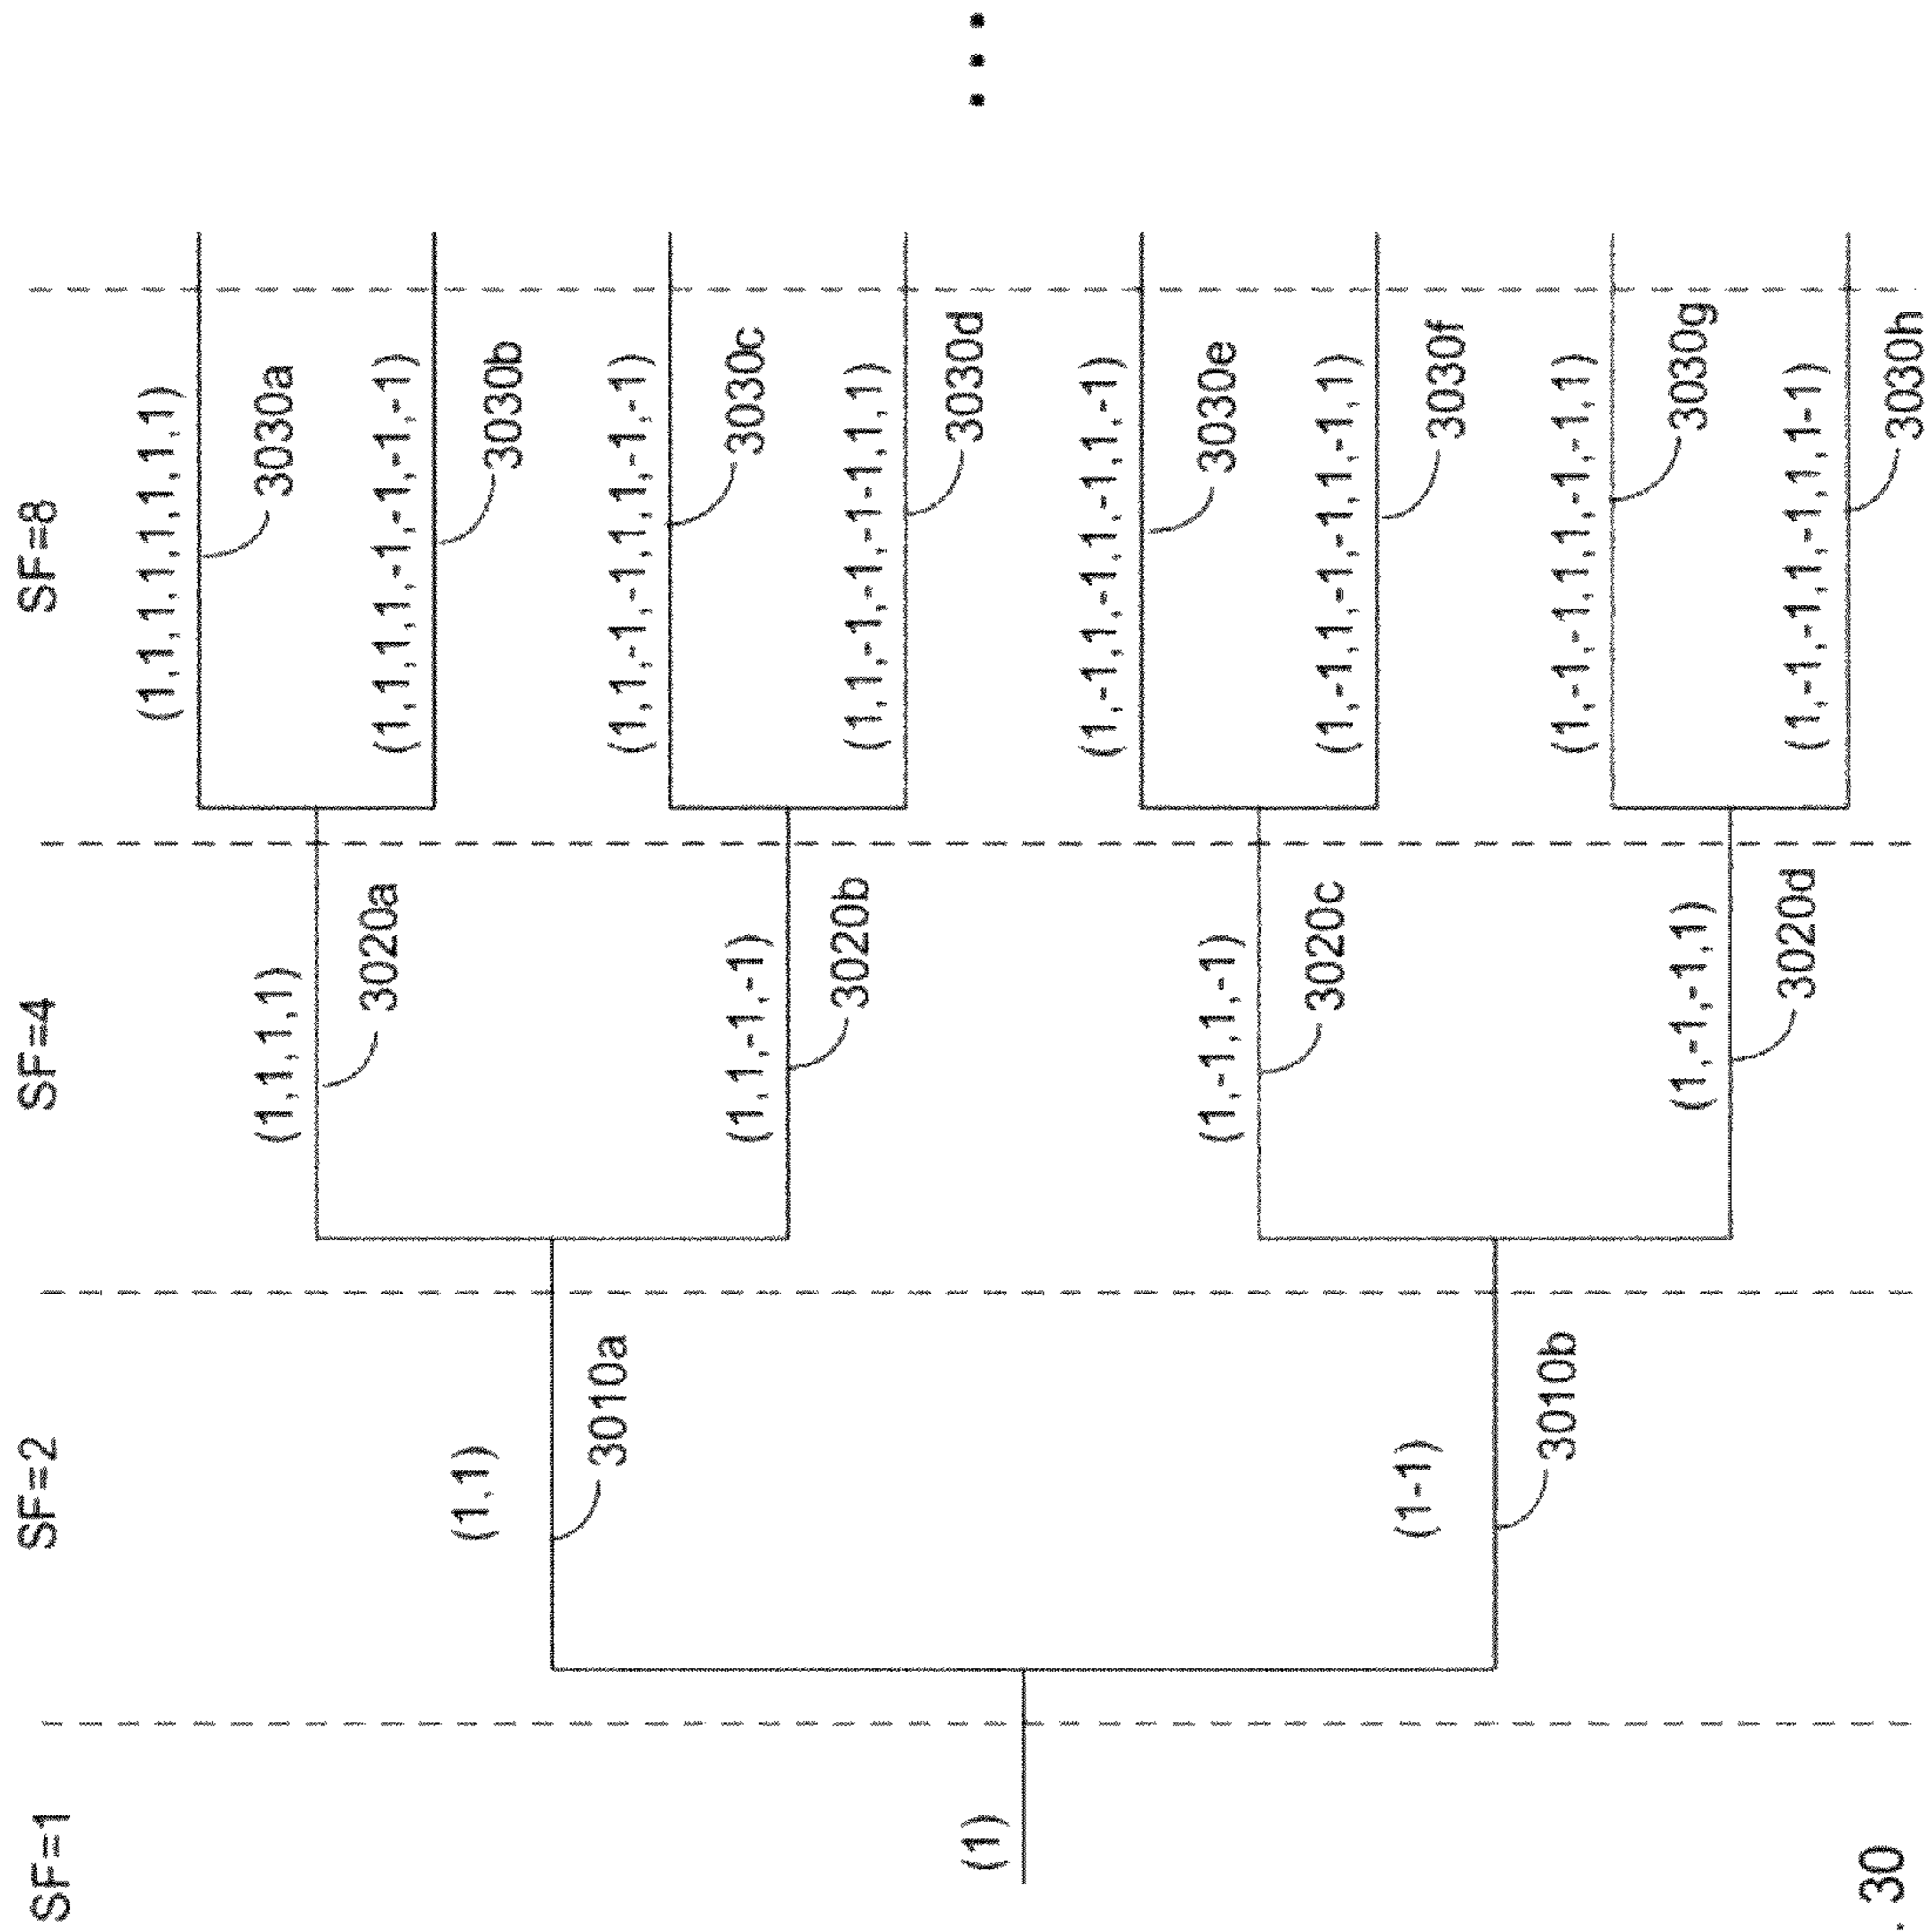 SF=1
SF=2
SF=4
SF=8
(1,1,1,1,1,1,1,1)
3030a
(1,1,1,1)
3020a
(1,1,1,1,-1,-1,-1,-1)
3030b
(1,1)
3010a
(1,1,-1,-1,1,1,-1,-1)
3030c
(1,1,-1,-1)
3020b
(1,1,-1,-1,-1-1,1,1)
3030d
(1)
...
(1,-1,1,-1,1,-1,1,-1)
3030e
(1,-1,1,-1)
3020c
(1,-1,1,-1,-1,1,-1,1)
3030f
(1-1)
3010b
(1,-1,-1,1,1,-1,-1,1)
3030g
(1,-1,-1,1)
3020d
(1,-1,-1,1,-1,1,1-1)
3030h
. 30